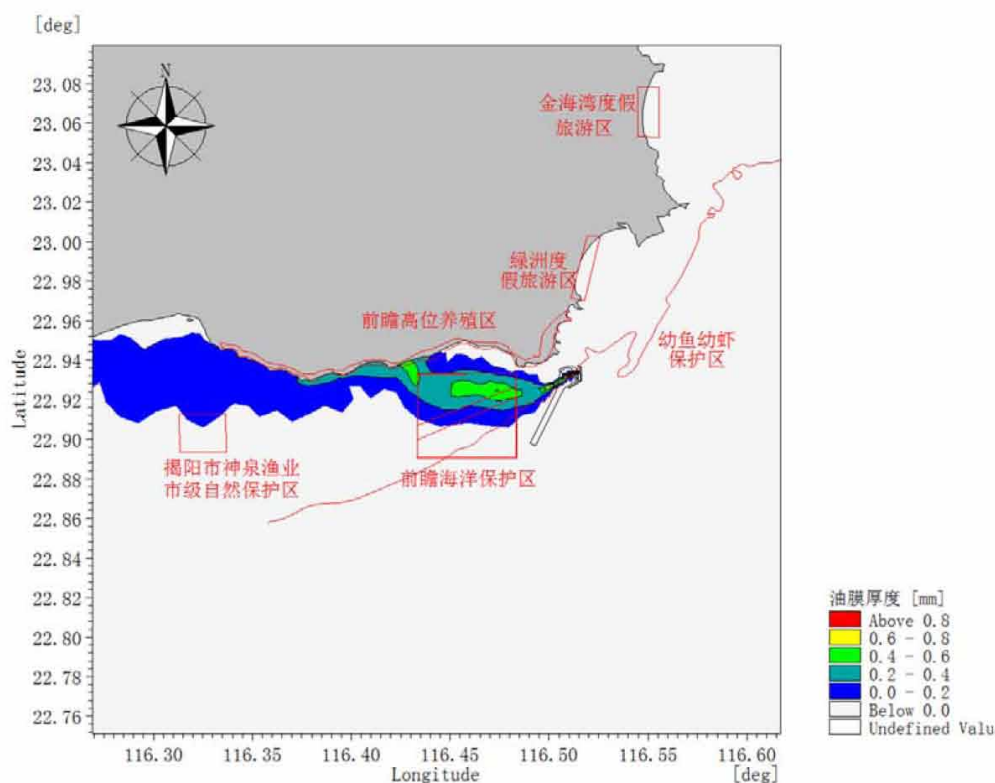 [deg]
N
23.08
23.06
23.04
23.02
23.00
22.98
22.96
22.94
22.92
22.90
22.88
22.86
22.84
22.82
22.80
22.78
22.76
Latitude
金海湾度假
旅游区
绿洲度
假旅游区
前瞻高位养殖区
幼鱼幼虾
保护区
揭阳市神泉渔业
市级自然保护区
前瞻海洋保护区
116.30
116.35
116.40
116.45
116.50
116.55
116.60
Longitude
[deg]
油膜厚度 [mm]
Above 0.8
0.6 - 0.8
0.4 - 0.6
0.2 - 0.4
0.0 - 0.2
Below 0.0
Undefined Valu